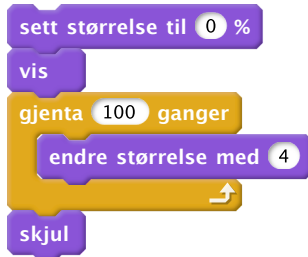 sett størrelse til 0 %
vis
gjenta 100 ganger
endre størrelse med 4
skjul